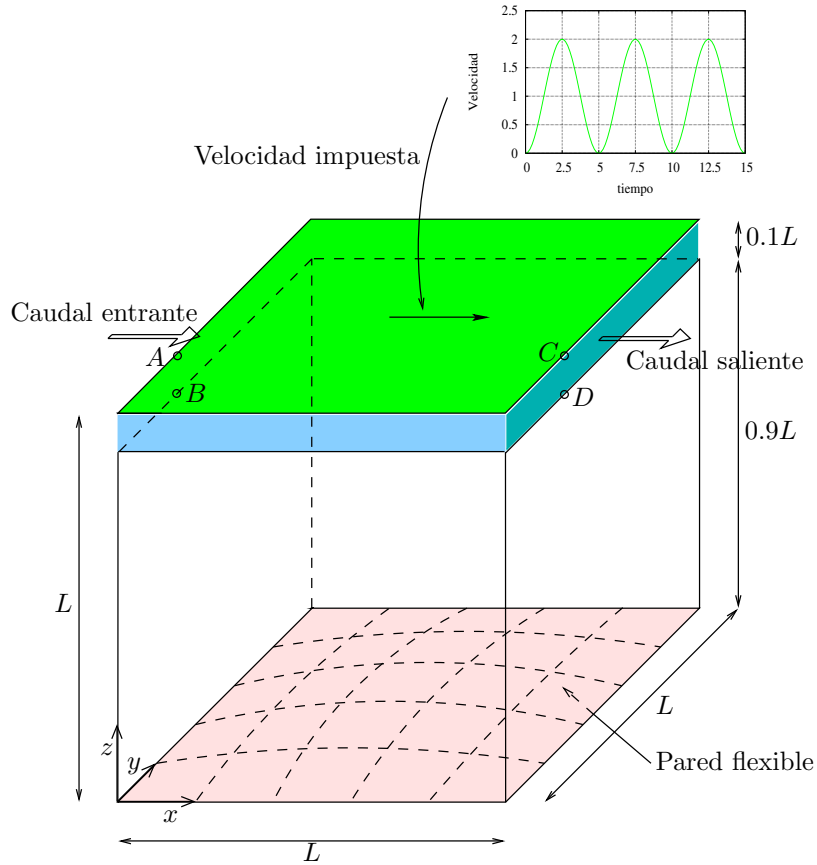 2.5
2
1.5
1
0.5
0
Velocidad
0 2.5 5 7.5 10 12.5 15
tiempo
Velocidad impuesta
0.1L
Caudal entrante
A
C
Caudal saliente
B
D
0.9L
L
L
z
y
Pared flexible
x
L